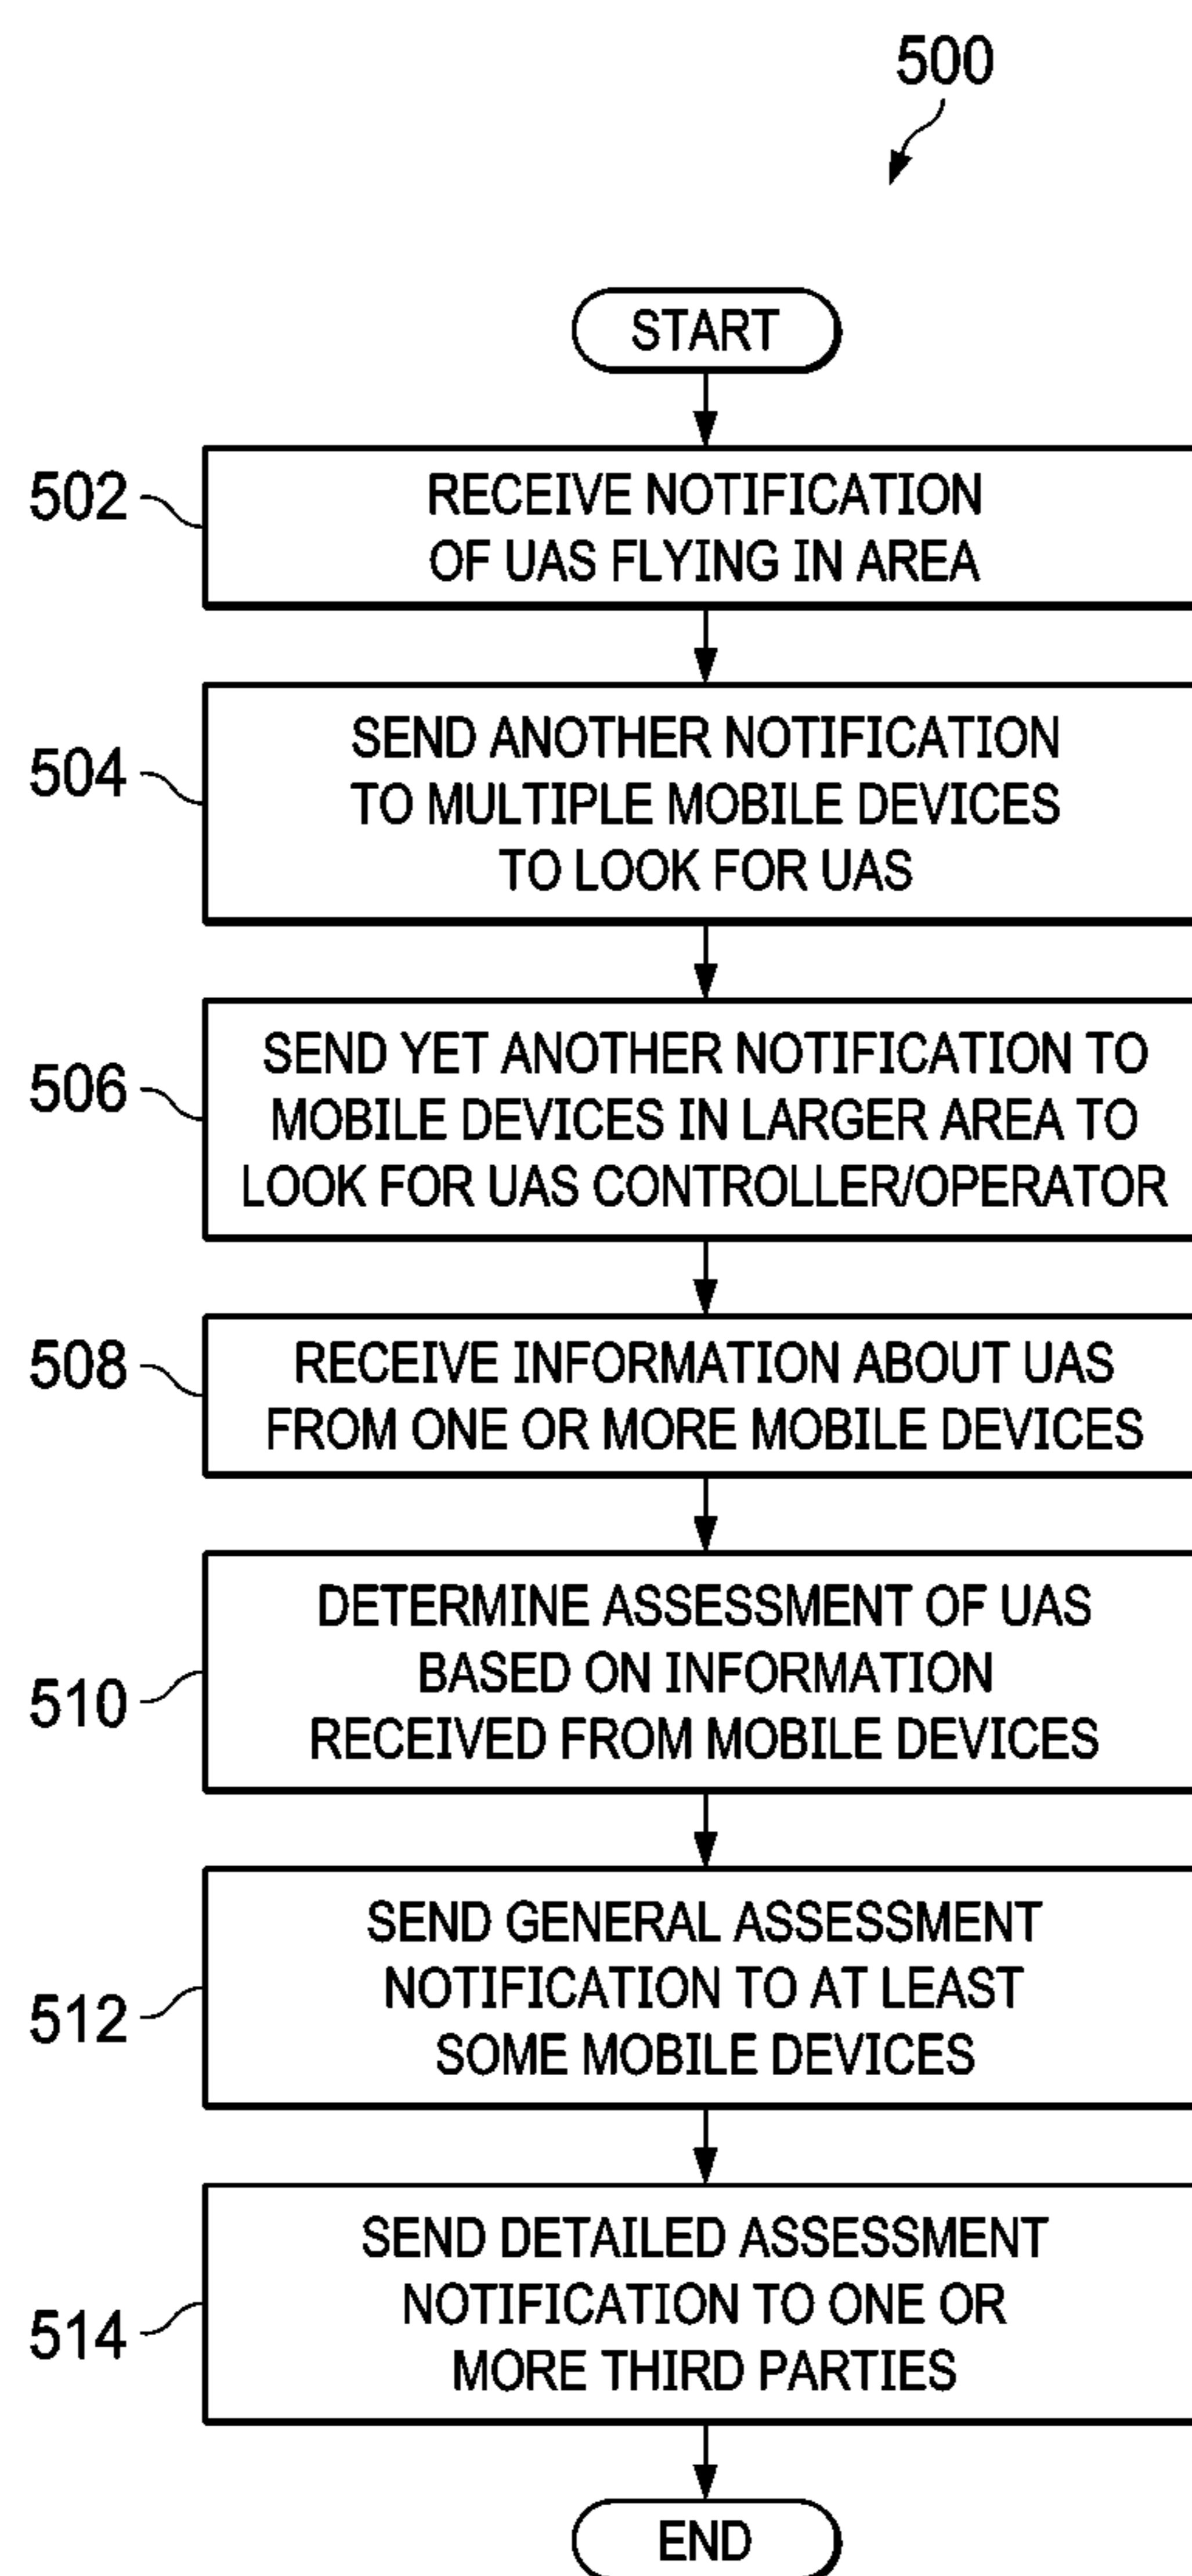 500
START
502
RECEIVE NOTIFICATION
OF UAS FLYING IN AREA
504
SEND ANOTHER NOTIFICATION
TO MULTIPLE MOBILE DEVICES
TO LOOK FOR UAS
506
SEND YET ANOTHER NOTIFICATION TO
MOBILE DEVICES IN LARGER AREA TO
LOOK FOR UAS CONTROLLER/OPERATOR
508
RECEIVE INFORMATION ABOUT UAS
FROM ONE OR MORE MOBILE DEVICES
510
DETERMINE ASSESSMENT OF UAS
BASED ON INFORMATION
RECEIVED FROM MOBILE DEVICES
512
SEND GENERAL ASSESSMENT
NOTIFICATION TO AT LEAST
SOME MOBILE DEVICES
514
SEND DETAILED ASSESSMENT
NOTIFICATION TO ONE OR
MORE THIRD PARTIES
END